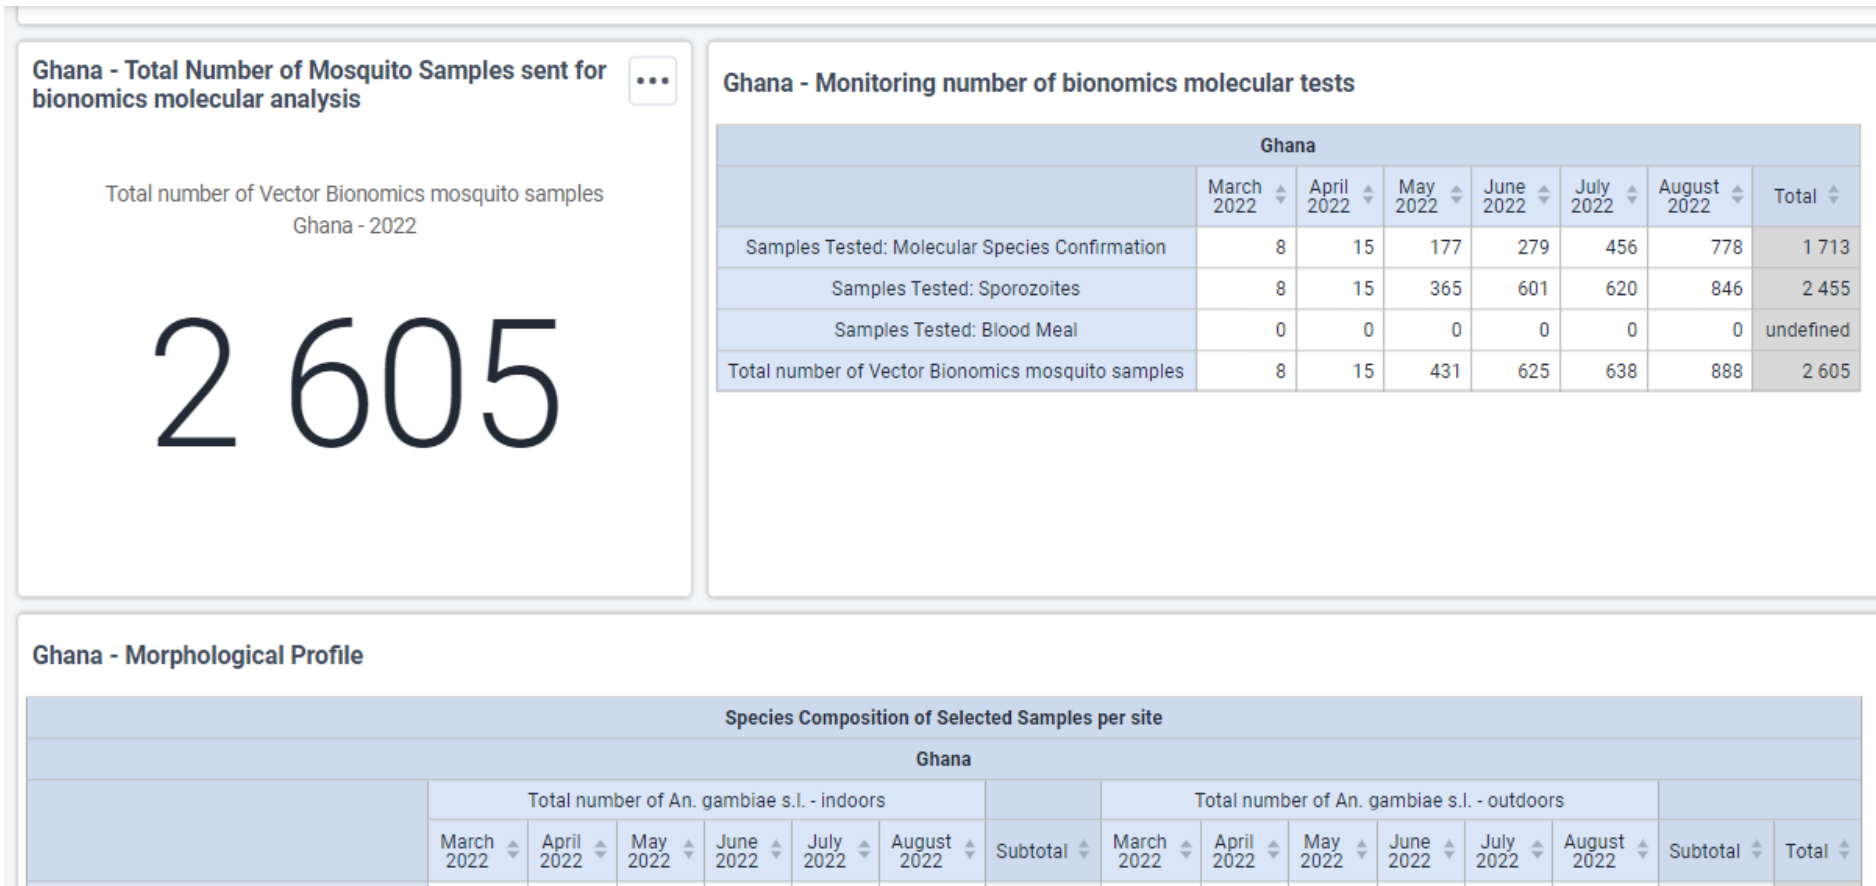 Ghana - Total Number of Mosquito Samples sent for
bionomics molecular analysis
Total number of Vector Bionomics mosquito samples
Ghana - 2022
2 605
Ghana - Monitoring number of bionomics molecular tests
Ghana
March 2022 April 2022 May 2022 June 2022 July 2022 August 2022 Total
Samples Tested: Molecular Species Confirmation 8 15 177 279 456 778 1 713
Samples Tested: Sporozoites 8 15 365 601 620 846 2 455
Samples Tested: Blood Meal 0 0 0 0 0 0 undefined
Total number of Vector Bionomics mosquito samples 8 15 431 625 638 888 2 605
Ghana - Morphological Profile
Species Composition of Selected Samples per site
Ghana
Total number of An. gambiae s.l. - indoors Total number of An. gambiae s.l. - outdoors
March 2022 April 2022 May 2022 June 2022 July 2022 August 2022 Subtotal March 2022 April 2022 May 2022 June 2022 July 2022 August 2022 Subtotal Total